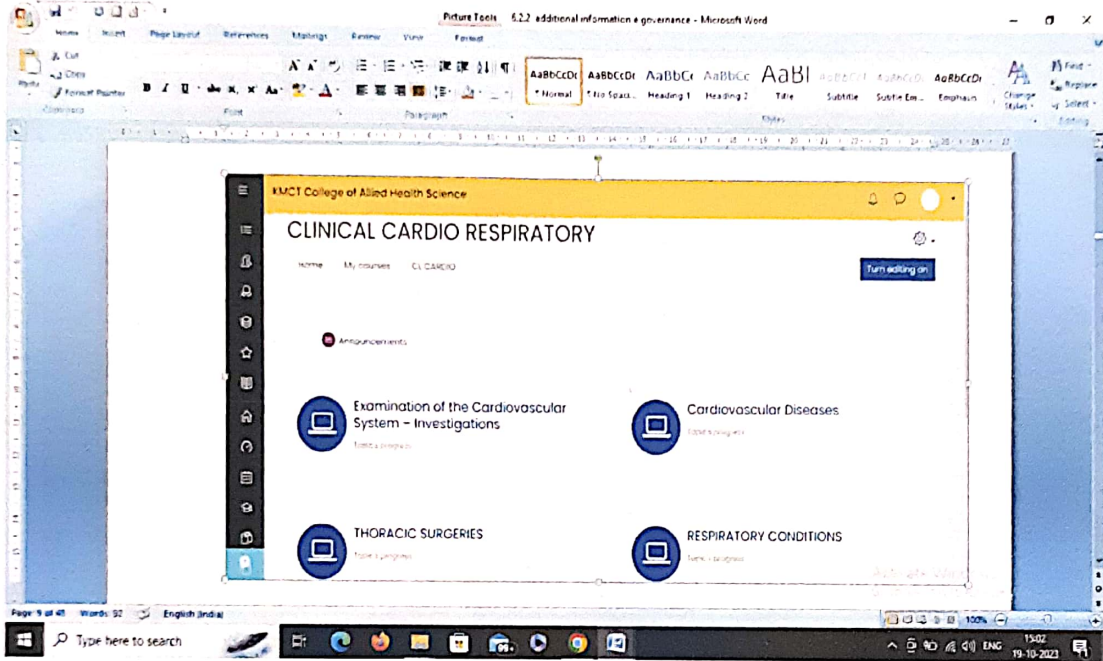 Picture Tools 6.2.2 additional information e governance - Microsoft Word
Home Insert Page Layout References Mailings Review View Format
Cut
Copy
Format Painter
AaBbCcDc AaBbCcDc AaBbCc AaBbCc AaBl AaBbCcDc
Normal No Spaci... Heading 1 Heading 2 Title Subtitle Subtle Em... Emphasis
Change Styles
Find
Replace
Select
Clipboard Font Paragraph Styles Editing
KMCT College of Allied Health Science
CLINICAL CARDIO RESPIRATORY
Home My courses CL CARDIO
Turn editing on
Announcements
Examination of the Cardiovascular
System - Investigations
Cardiovascular Diseases
THORACIC SURGERIES
RESPIRATORY CONDITIONS
Page 9 of 41 Words: 92 English (India)
100%
Type here to search
ENG
15:02
19-10-2023